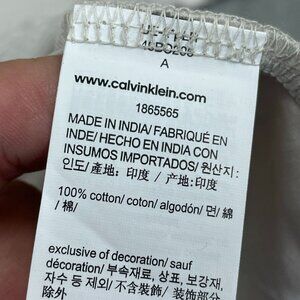 A
www.calvinklein.com
1865565
MADE IN INDIA/ FABRIQUÉ EN
INDE/ HECHO EN INDIA CON
INSUMOS IMPORTADOS/ 원산지:
인도/ 產地: 印度 / 产地:印度
100% cotton/ coton/ algodón/ 면/ 綿
/ 棉/
exclusive of decoration/ sauf
décoration/ 부속재료, 상표, 보강재,
자수 등 제외/ 不含裝飾/ 装饰部分
除外